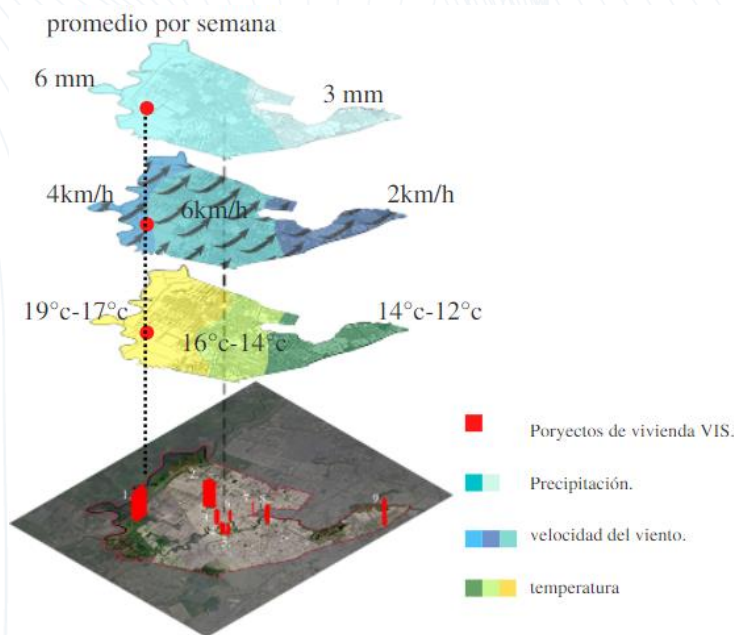 promedio por semana
6 mm
3 mm
4km/h
6km/h
2km/h
19°c-17°c
16°c-14°c
14°c-12°c
Poryectos de vivienda VIS.
Precipitación.
velocidad del viento.
temperatura